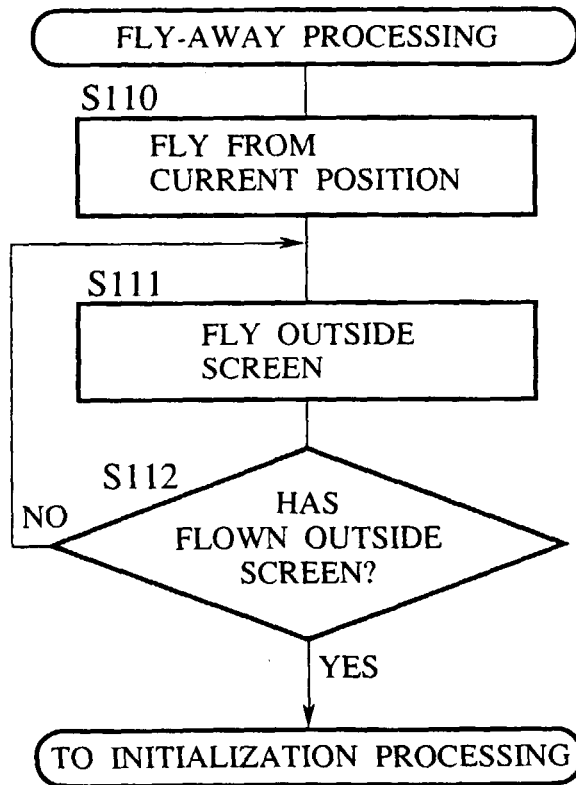 FLY-AWAY PROCESSING
S110
FLY FROM
CURRENT POSITION
S111
FLY OUTSIDE
SCREEN
S112
HAS
FLOWN OUTSIDE
SCREEN?
NO
YES
TO INITIALIZATION PROCESSING